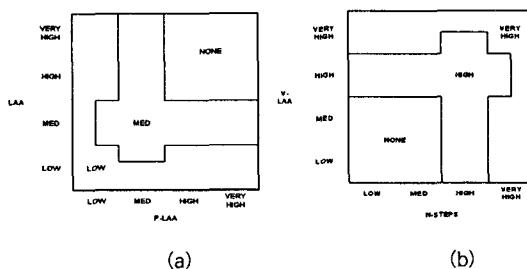 VERY
HIGH
HIGH
LAA
MED
LOW
NONE
MED
LOW
LOW
MED
HIGH
VERY
HIGH
P-LAA
(a)
VERY
HIGH
HIGH
V-
LAA
MED
LOW
VERY
HIGH
HIGH
NONE
LOW
MED
HIGH
VERY
HIGH
N-STEPS
(b)